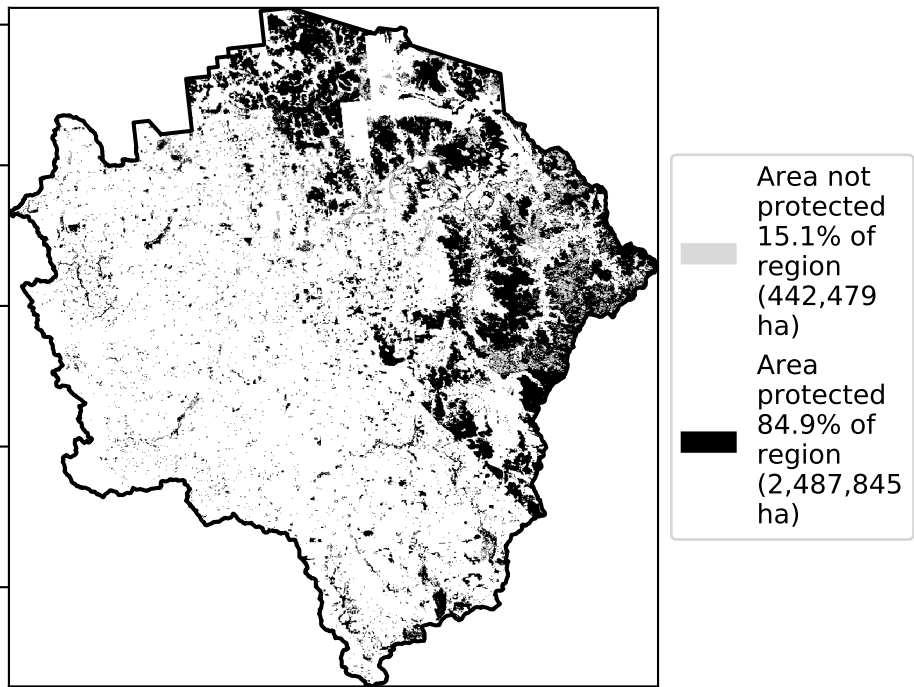 Area not
protected
15.1% of
region
(442,479
ha)
Area
protected
84.9% of
region
(2,487,845
ha)